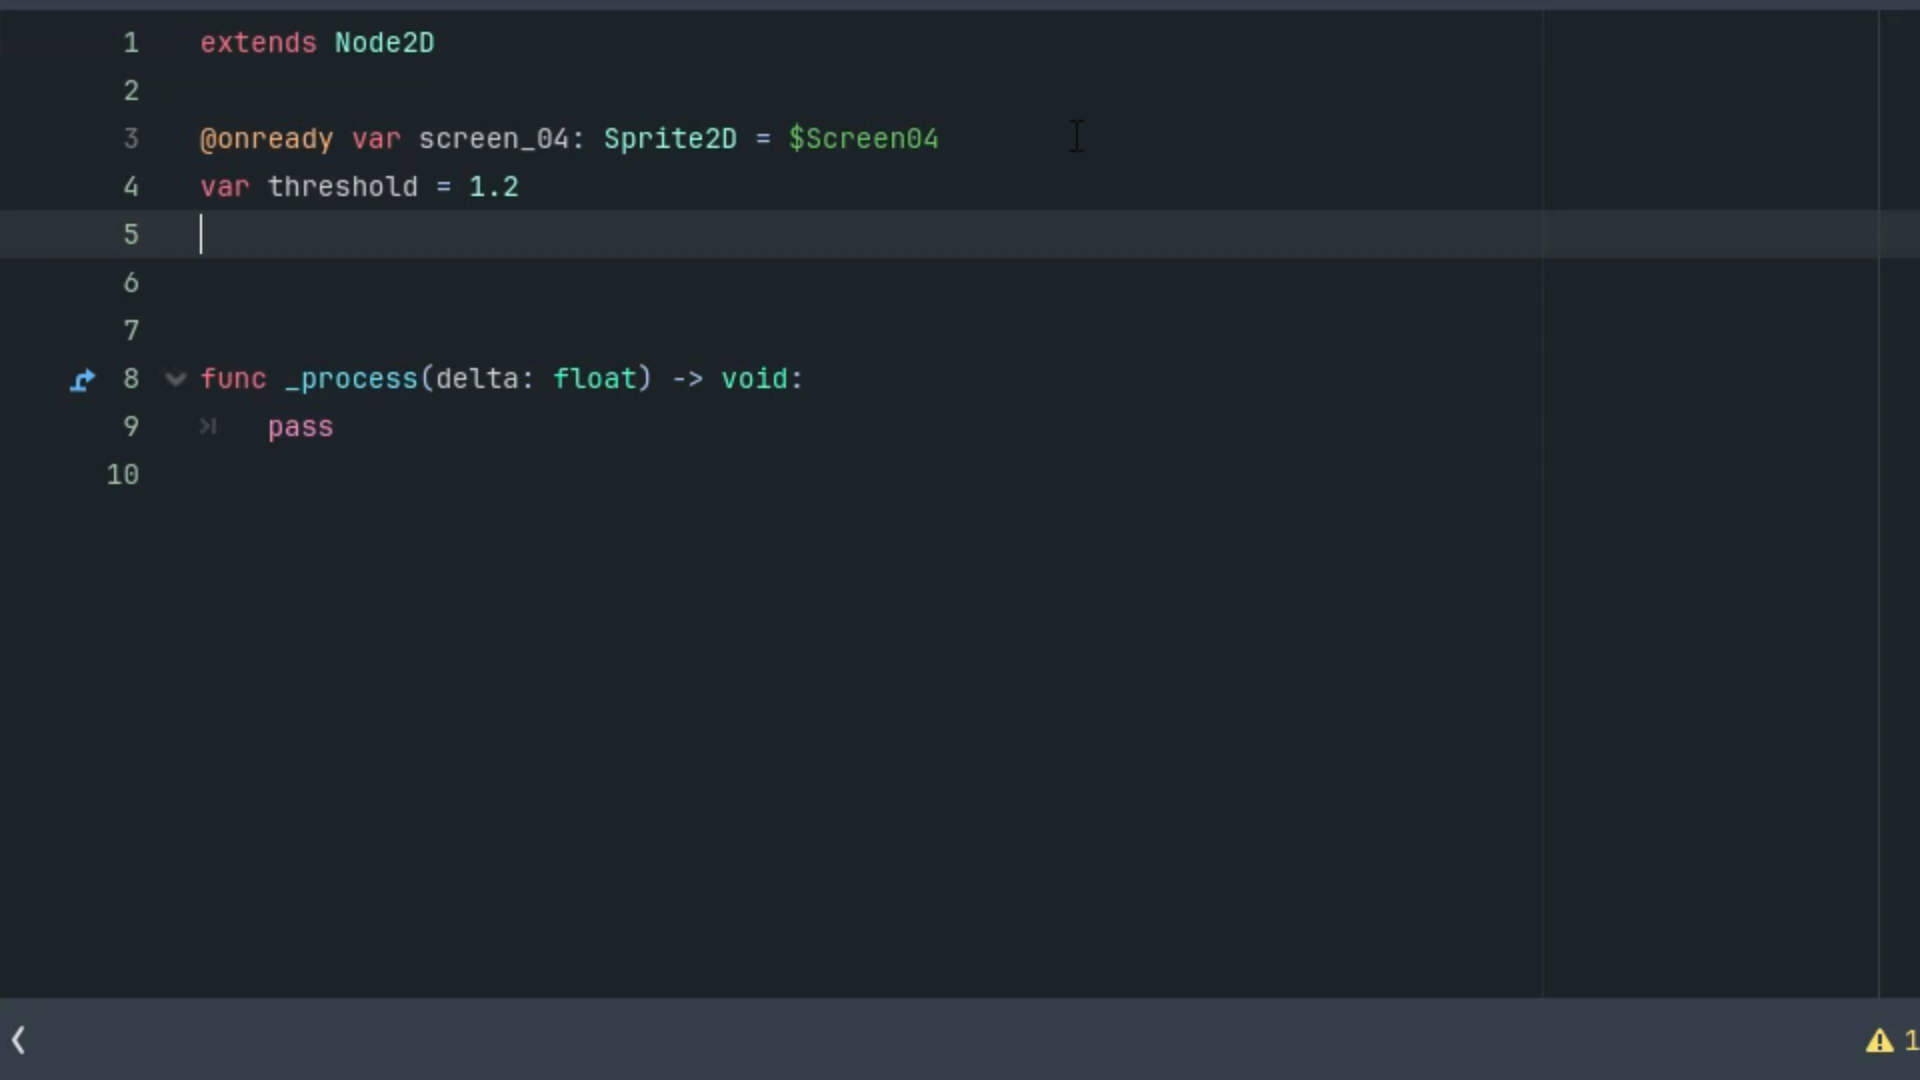 1 extends Node2D
2
3 @onready var screen_04: Sprite2D = $Screen04
4 var threshold = 1.2
5
6
7
8 func _process(delta: float) -> void:
9 pass
10
1